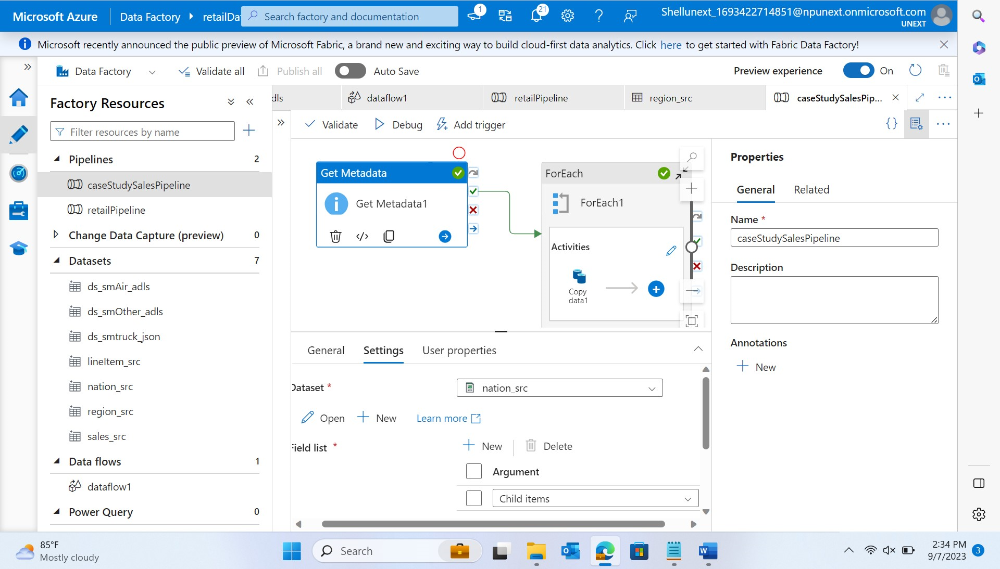 Microsoft Azure
Data Factory
retailDa
Search factory and documentation
1
21
Shellunext_1693422714851@npunext.onmicrosoft.com
UNEXT
Microsoft recently announced the public preview of Microsoft Fabric, a brand new and exciting way to build cloud-first data analytics. Click here to get started with Fabric Data Factory!
Data Factory
Validate all
Publish all
Auto Save
Preview experience
On
Factory Resources
Filter resources by name
Pipelines 2
caseStudySalesPipeline
retailPipeline
Change Data Capture (preview) 0
Datasets 7
ds_smAir_adls
ds_smOther_adls
ds_smtruck_json
lineItem_src
nation_src
region_src
sales_src
Data flows 1
dataflow1
Power Query 0
dls
dataflow1
retailPipeline
region_src
caseStudySalesPip...
Validate
Debug
Add trigger
Get Metadata
Get Metadata1
ForEach
ForEach1
Activities
Copy
data1
General
Settings
User properties
Dataset *
nation_src
Open
New
Learn more
Field list *
New
Delete
Argument
Child items
Properties
General
Related
Name *
caseStudySalesPipeline
Description
Annotations
New
85°F
Mostly cloudy
Search
2:34 PM
9/7/2023
3